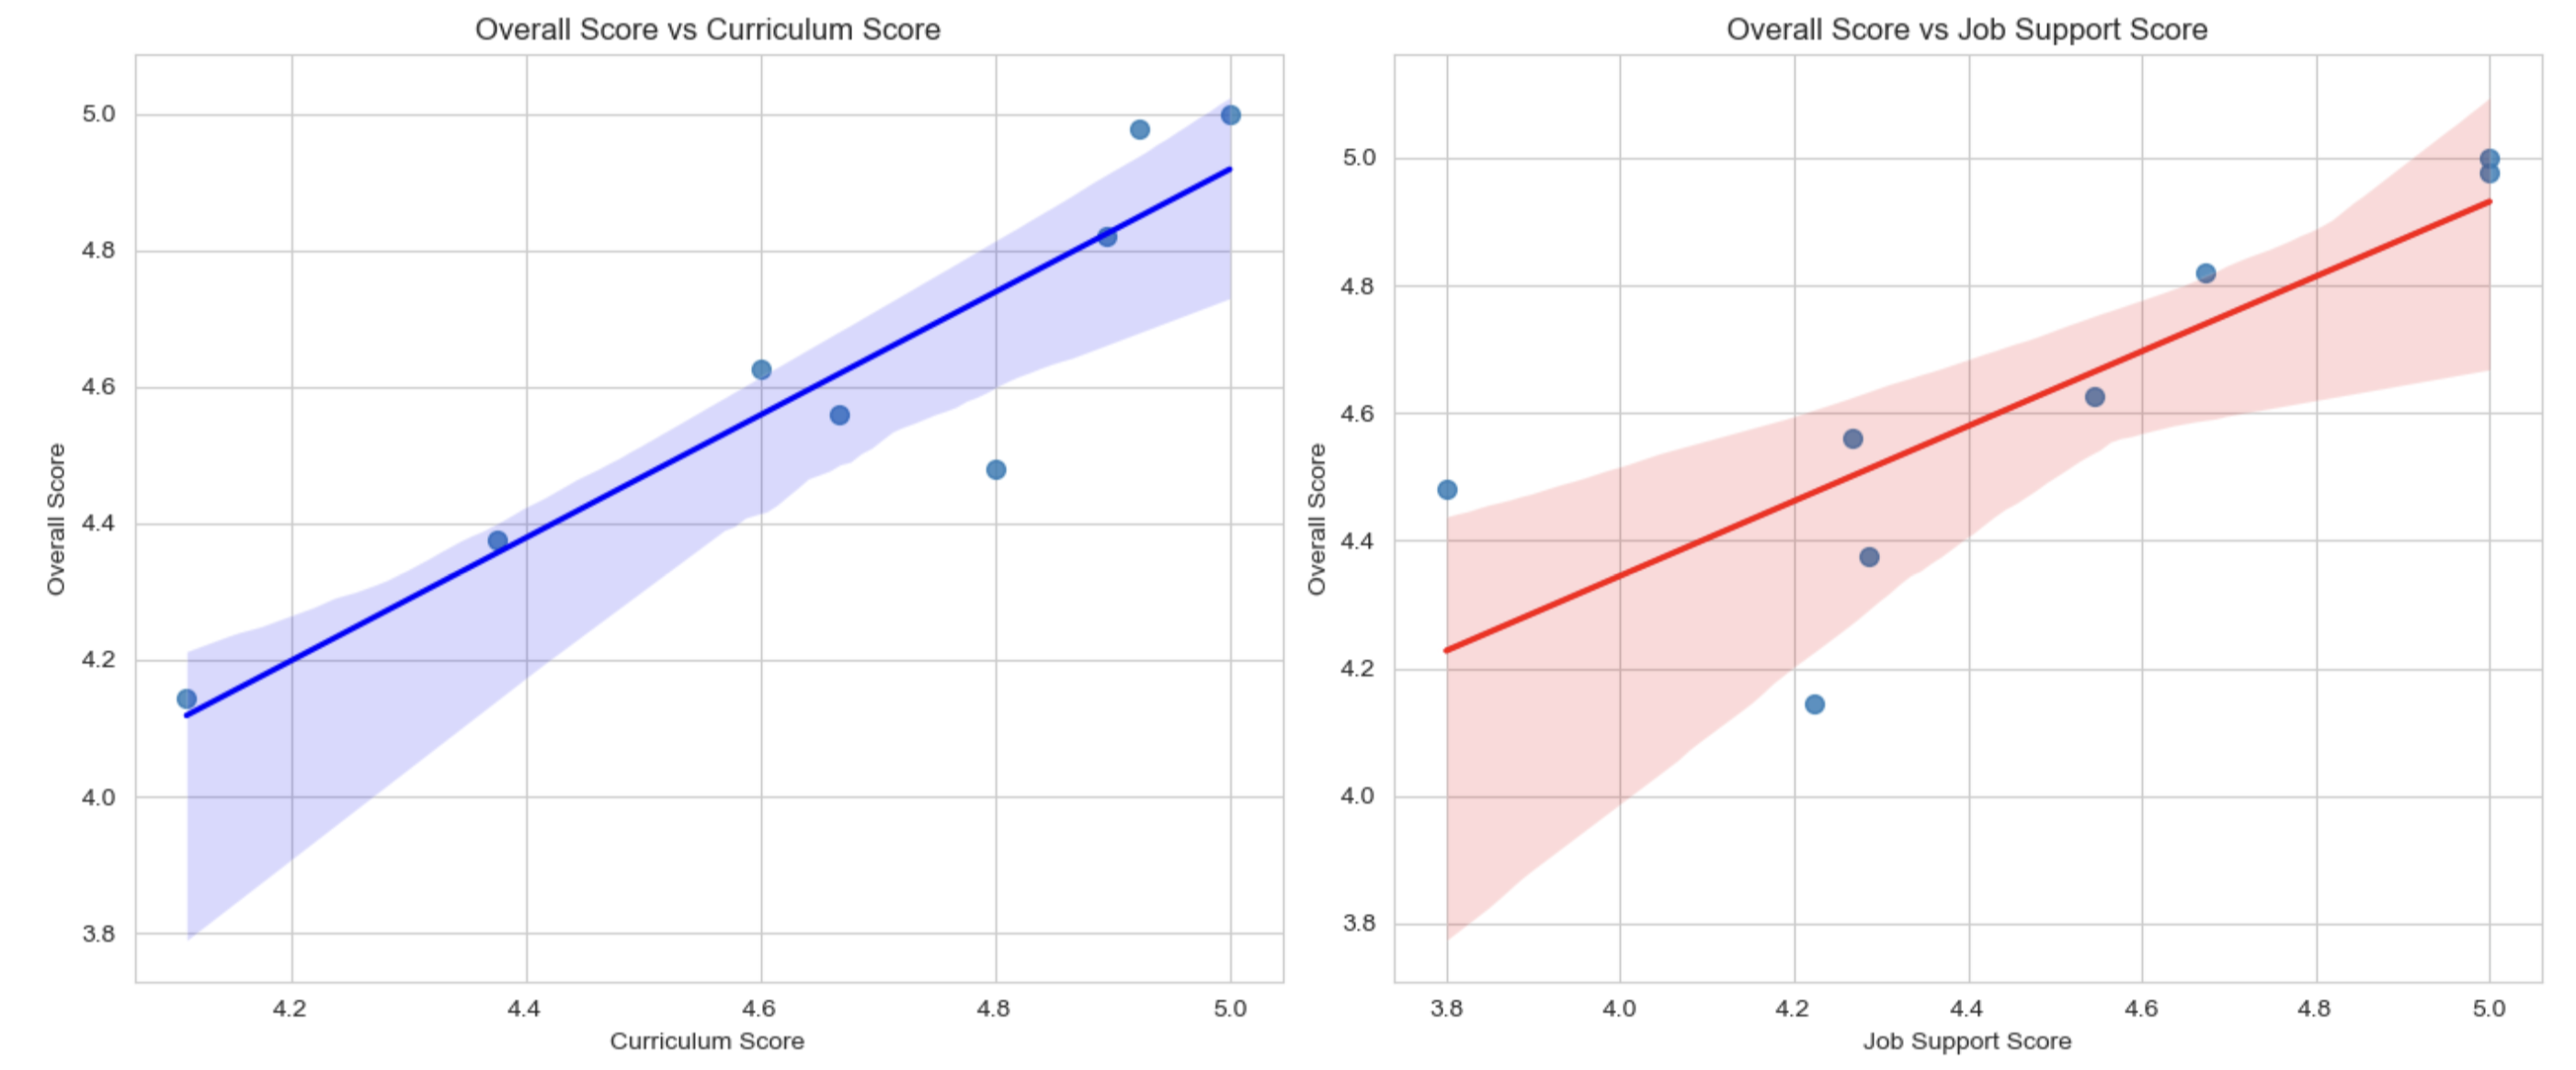 Overall Score vs Curriculum Score
Overall Score
5.0
4.8
4.6
4.4
4.2
4.0
3.8
4.2 4.4 4.6 4.8 5.0
Curriculum Score
Overall Score vs Job Support Score
Overall Score
5.0
4.8
4.6
4.4
4.2
4.0
3.8
3.8 4.0 4.2 4.4 4.6 4.8 5.0
Job Support Score